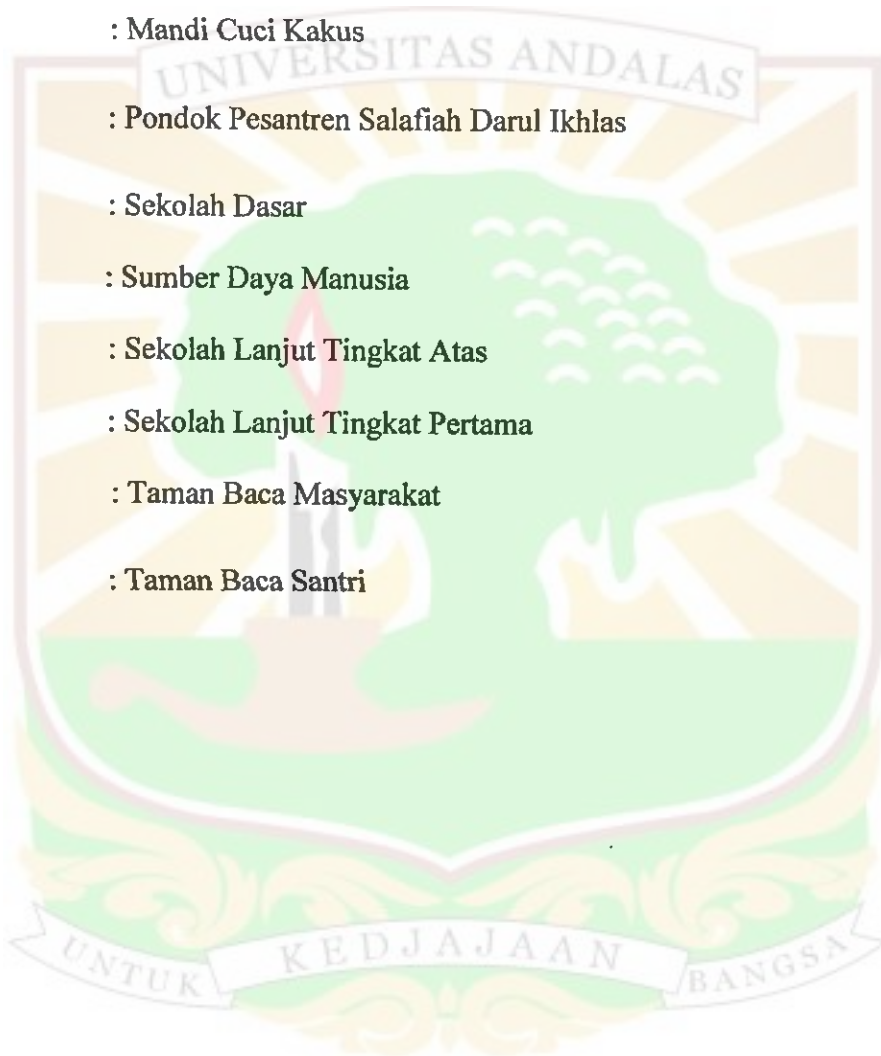 : Mandi Cuci Kakus
UNIVERSITAS ANDALAS
: Pondok Pesantren Salafiah Darul Ikhlas
: Sekolah Dasar
: Sumber Daya Manusia
: Sekolah Lanjut Tingkat Atas
: Sekolah Lanjut Tingkat Pertama
: Taman Baca Masyarakat
: Taman Baca Santri
UNTUK KEDJAJAAN BANGSA